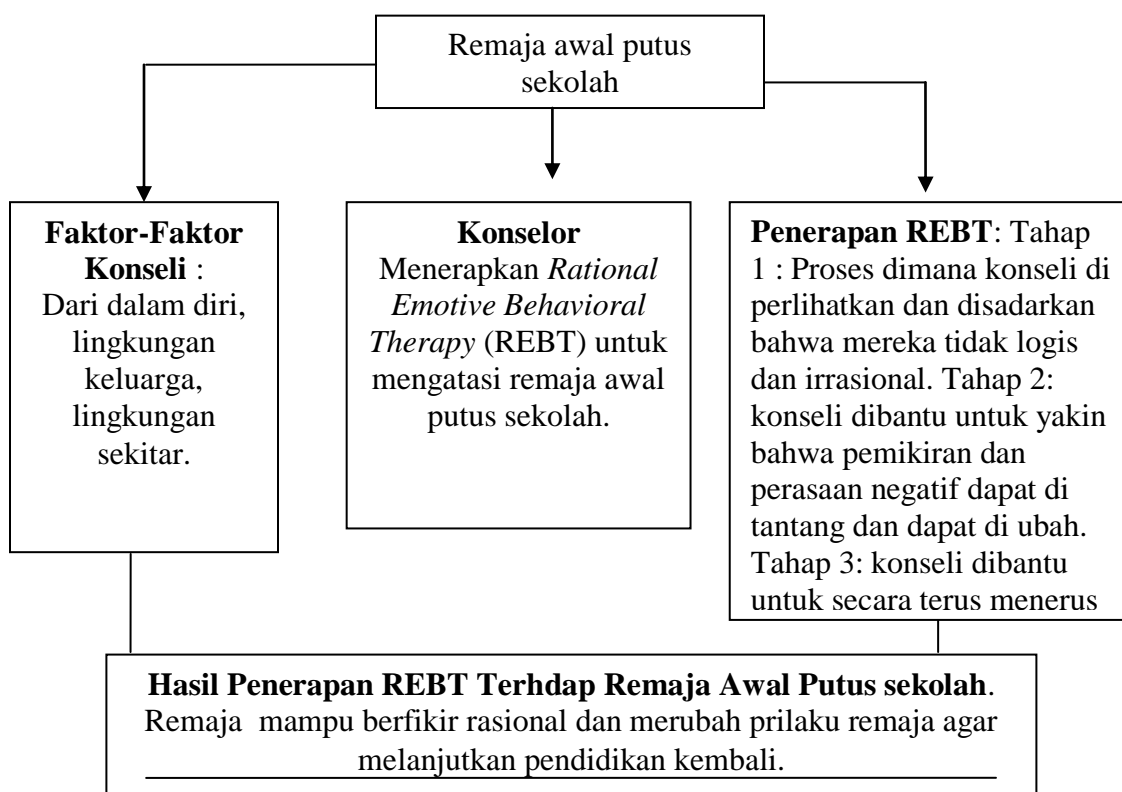 Remaja awal putus
sekolah
Faktor-Faktor
Konseli :
Dari dalam diri,
lingkungan
keluarga,
lingkungan
sekitar.
Konselor
Menerapkan Rational
Emotive Behavioral
Therapy (REBT) untuk
mengatasi remaja awal
putus sekolah.
Penerapan REBT: Tahap
1 : Proses dimana konseli di
perlihatkan dan disadarkan
bahwa mereka tidak logis
dan irrasional. Tahap 2:
konseli dibantu untuk yakin
bahwa pemikiran dan
perasaan negatif dapat di
tantang dan dapat di ubah.
Tahap 3: konseli dibantu
untuk secara terus menerus
Hasil Penerapan REBT Terhdap Remaja Awal Putus sekolah.
Remaja mampu berfikir rasional dan merubah prilaku remaja agar
melanjutkan pendidikan kembali.